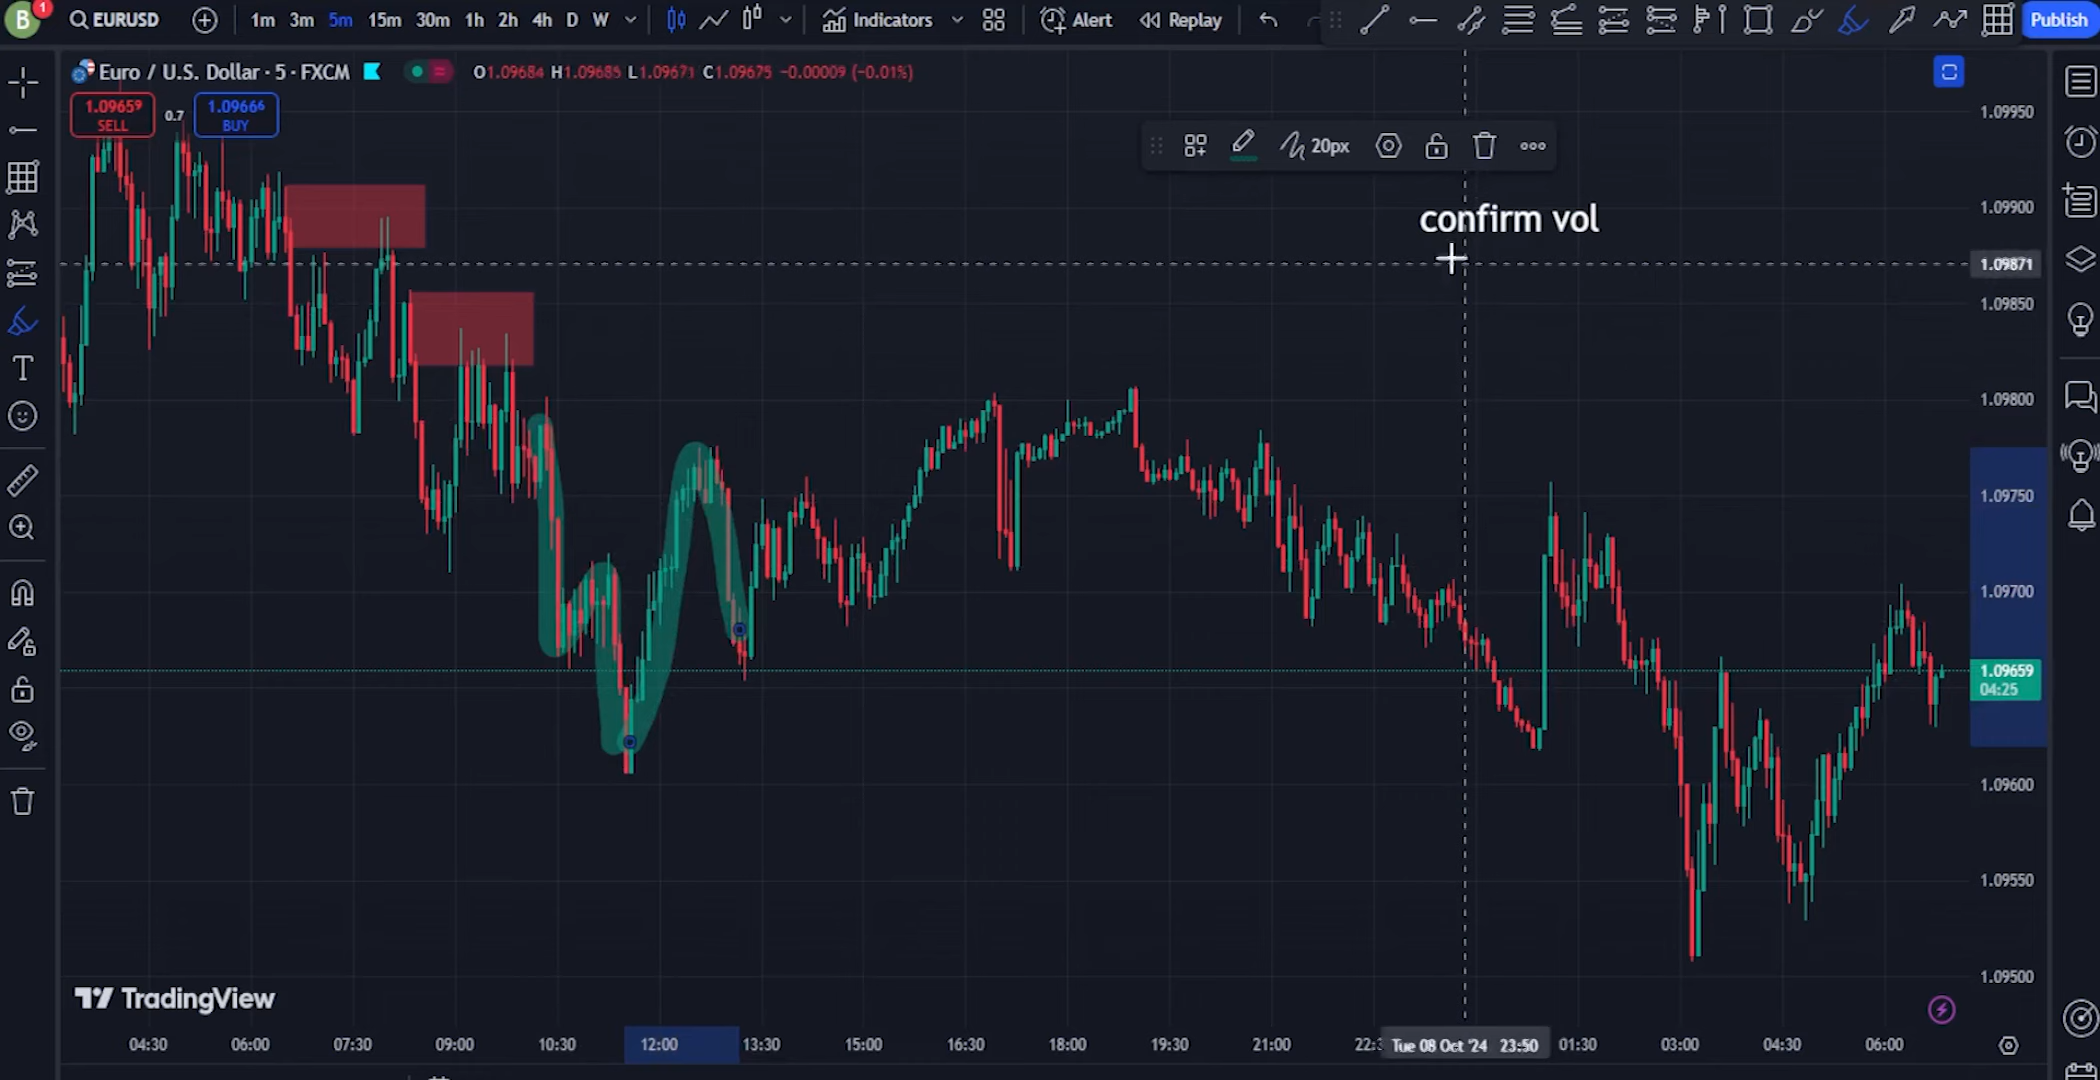 B 1 EURUSD 1m 3m 5m 15m 30m 1h 2h 4h D W Indicators Alert Replay Publish
Euro / U.S. Dollar · 5 · FXCM O1.09684 H1.09685 L1.09671 C1.09675 −0.00009 (−0.01%)
1.09659 SELL 0.7 1.09666 BUY
20px
confirm vol
1.09950
1.09900
1.09871
1.09850
1.09800
1.09750
1.09700
1.09659
04:25
1.09600
1.09550
1.09500
TradingView
04:30 06:00 07:30 09:00 10:30 12:00 13:30 15:00 16:30 18:00 19:30 21:00 Tue 08 Oct '24 23:50 01:30 03:00 04:30 06:00